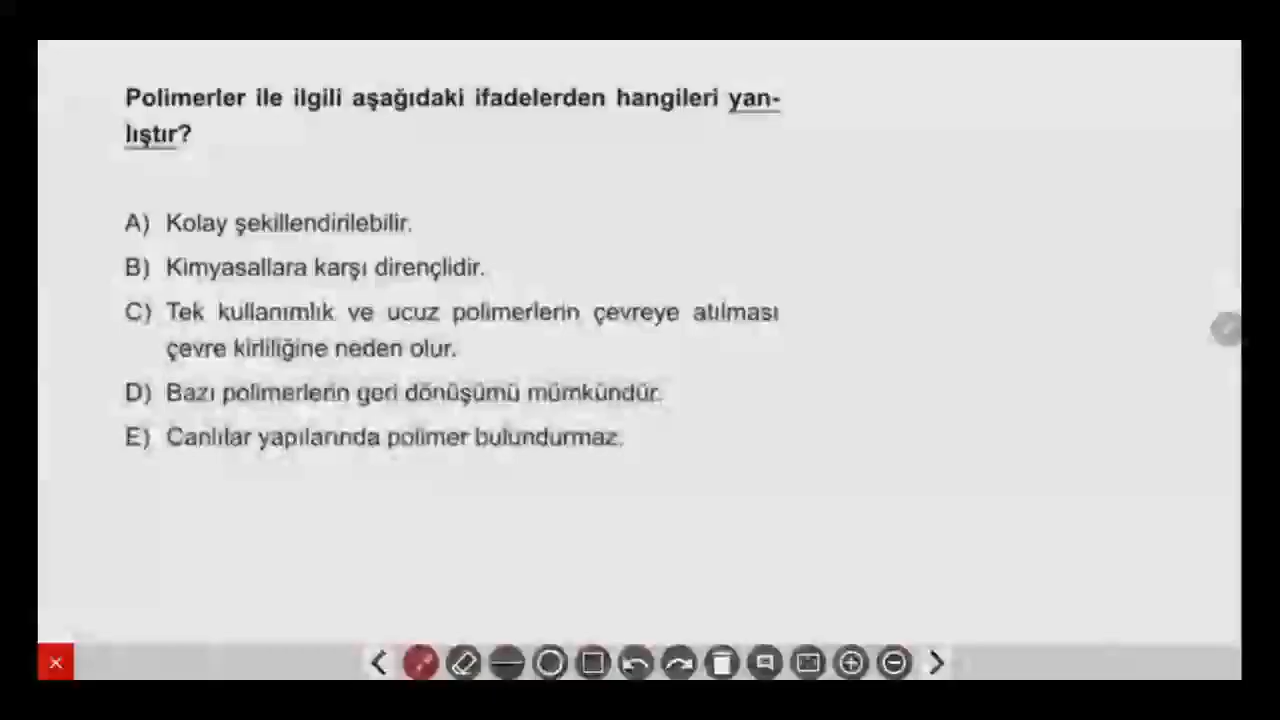 Polimerler ile ilgili aşağıdaki ifadelerden hangileri yan-
lıştır?
A) Kolay şekillendirilebilir.
B) Kimyasallara karşı dirençlidir.
C) Tek kullanımlık ve ucuz polimerlerin çevreye atılması
çevre kirliliğine neden olur.
D) Bazı polimerlerin geri dönüşümü mümkündür.
E) Canlılar yapılarında polimer bulundurmaz.